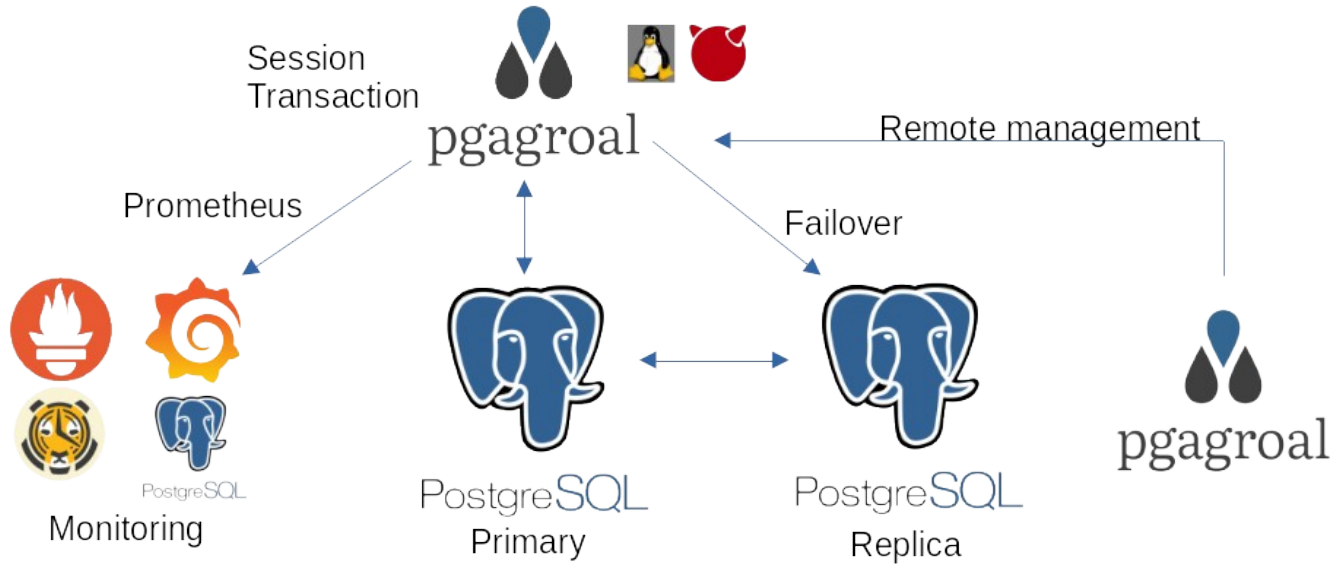 Session
Transaction
pgagroal
Remote management
Prometheus
Failover
PostgreSQL
Monitoring
PostgreSQL
Primary
PostgreSQL
Replica
pgagroal